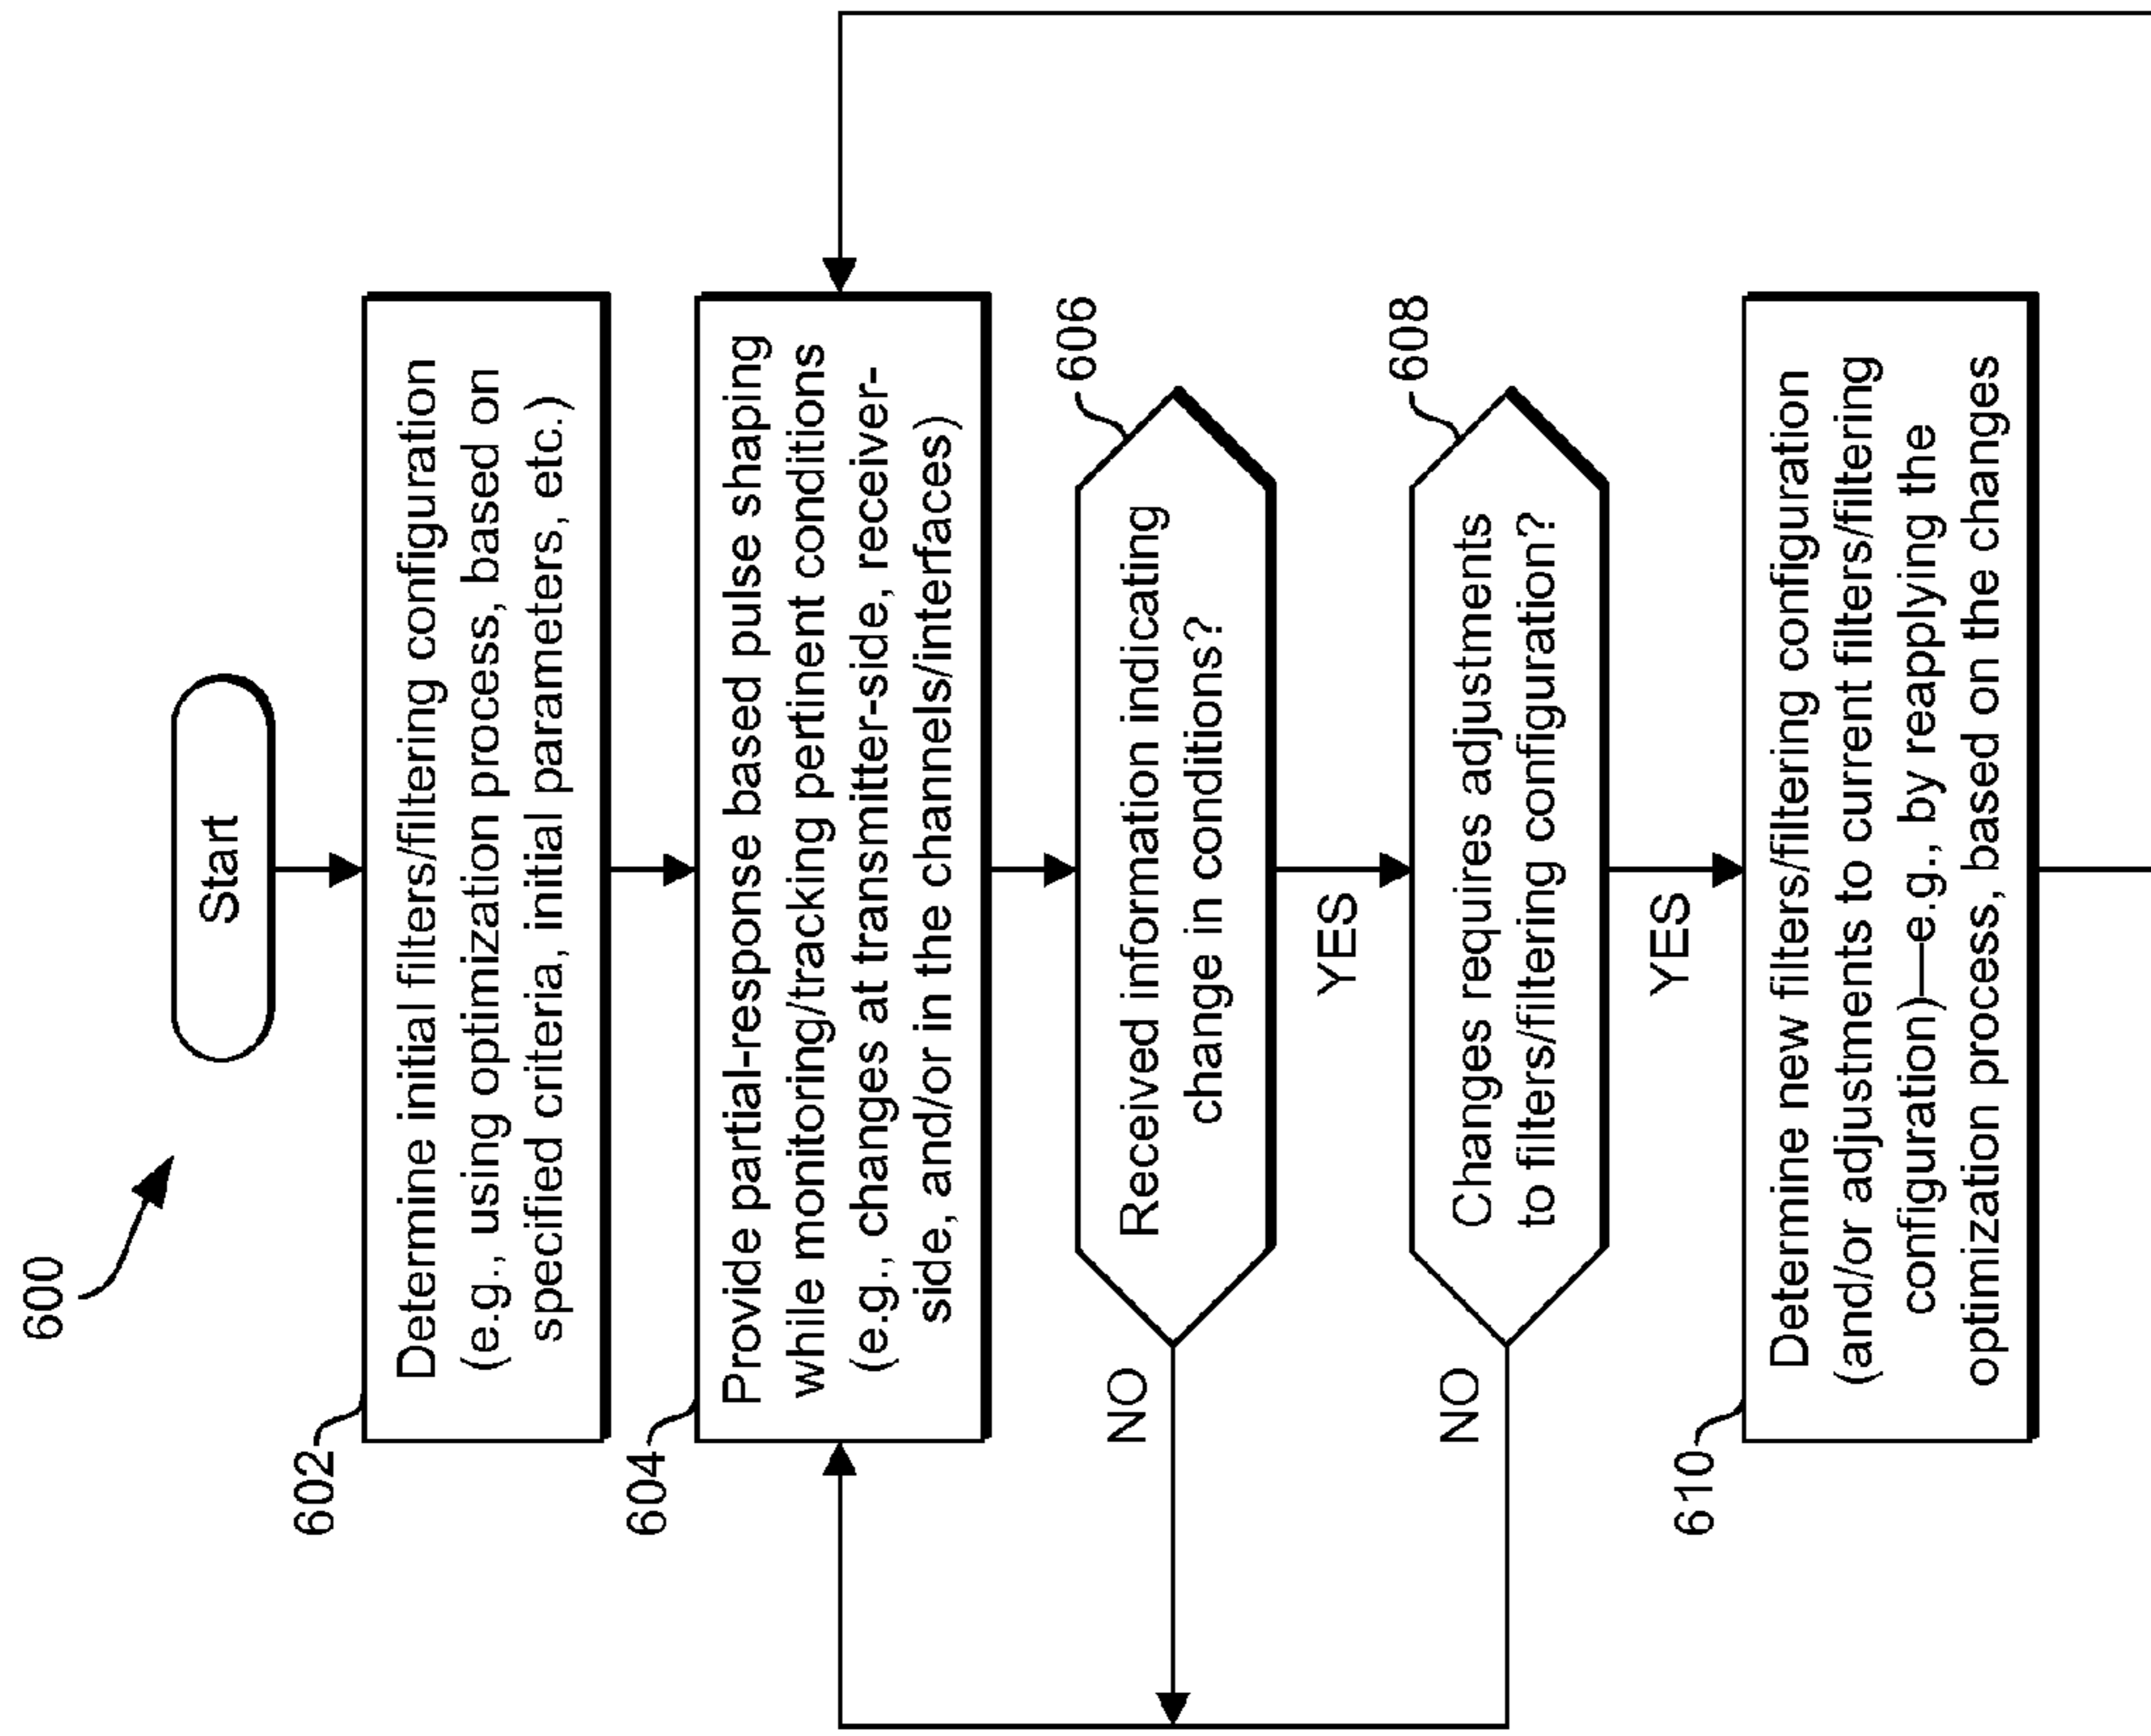 600
Start
602
Determine initial filters/filtering configuration
(e.g., using optimization process, based on
specified criteria, initial parameters, etc.)
604
Provide partial-response based pulse shaping
while monitoring/tracking pertinent conditions
(e.g., changes at transmitter-side, receiver-
side, and/or in the channels/interfaces)
606
Received information indicating
change in conditions?
NO
YES
608
Changes requires adjustments
to filters/filtering configuration?
NO
YES
610
Determine new filters/filtering configuration
(and/or adjustments to current filters/filtering
configuration)—e.g., by reapplying the
optimization process, based on the changes